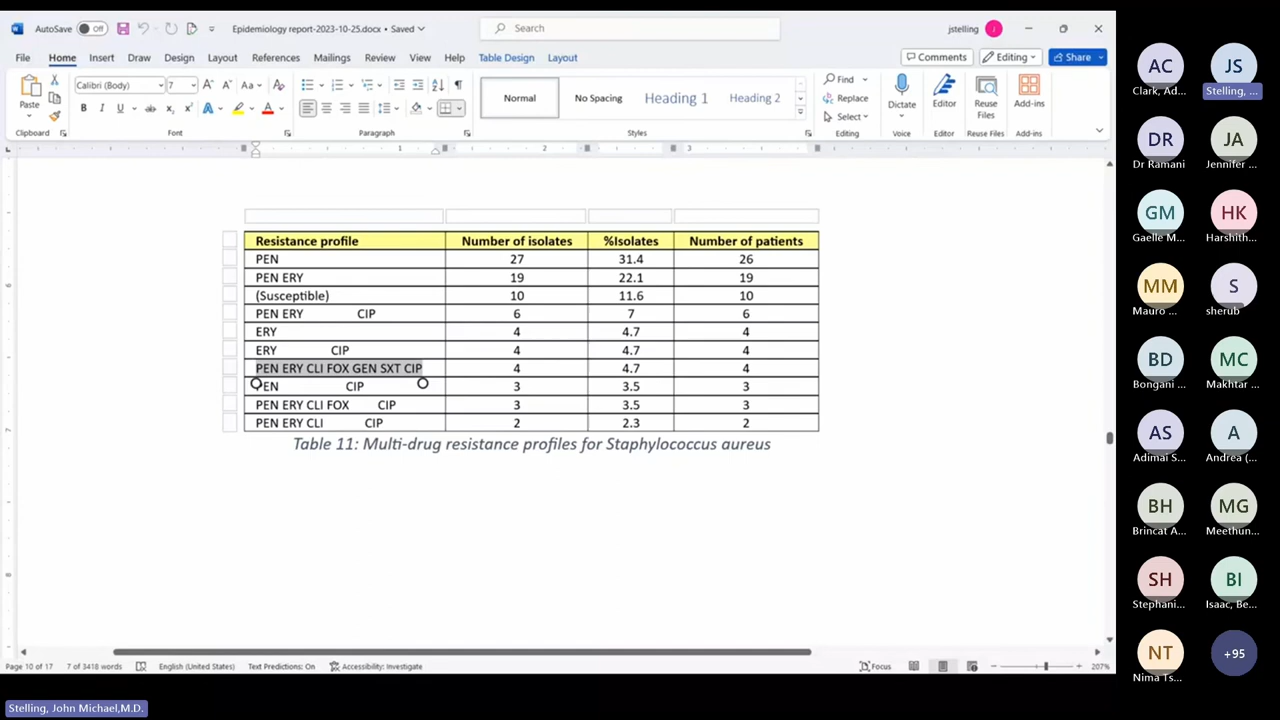 AutoSave Off Epidemiology report-2023-10-25.docx • Saved Search jstelling
File Home Insert Draw Design Layout References Mailings Review View Help Table Design Layout Comments Editing Share
Paste Calibri (Body) 7 Aa Normal No Spacing Heading 1 Heading 2 Find Replace Select Dictate Editor Reuse Files Add-ins
B I U ab x₂ x² A A
Clipboard Font Paragraph Styles Editing Voice Editor Reuse Files Add-ins
1 2 3
Resistance profile Number of isolates %Isolates Number of patients
PEN 27 31.4 26
PEN ERY 19 22.1 19
(Susceptible) 10 11.6 10
PEN ERY CIP 6 7 6
ERY 4 4.7 4
ERY CIP 4 4.7 4
PEN ERY CLI FOX GEN SXT CIP 4 4.7 4
PEN CIP 3 3.5 3
PEN ERY CLI FOX CIP 3 3.5 3
PEN ERY CLI CIP 2 2.3 2
Table 11: Multi-drug resistance profiles for Staphylococcus aureus
Page 10 of 17 7 of 3418 words English (United States) Text Predictions: On Accessibility: Investigate Focus 207%
Stelling, John Michael,M.D.
AC JS
Clark, Ad... Stelling, ...
DR JA
Dr Ramani Jennifer ...
GM HK
Gaelle M... Harshith...
MM S
Mauro ... sherub
BD MC
Bongani ... Makhtar ...
AS A
Adimai S... Andrea (...
BH MG
Brincat A... Meethun...
SH BI
Stephani... Isaac, Be...
NT +95
Nima Ts...